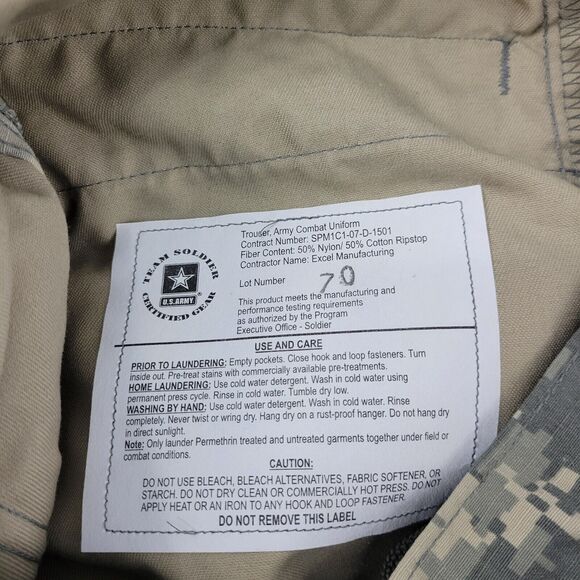 TEAM SOLDIER
U.S.ARMY
CERTIFIED GEAR
Trouser, Army Combat Uniform
Contract Number: SPM1C1-07-D-1501
Fiber Content: 50% Nylon/ 50% Cotton Ripstop
Contractor Name: Excel Manufacturing
Lot Number 70
This product meets the manufacturing and
performance testing requirements
as authorized by the Program
Executive Office - Soldier
USE AND CARE
PRIOR TO LAUNDERING: Empty pockets. Close hook and loop fasteners. Turn
inside out. Pre-treat stains with commercially available pre-treatments.
HOME LAUNDERING: Use cold water detergent. Wash in cold water using
permanent press cycle. Rinse in cold water. Tumble dry low.
WASHING BY HAND: Use cold water detergent. Wash in cold water. Rinse
completely. Never twist or wring dry. Hang dry on a rust-proof hanger. Do not hang dry
in direct sunlight.
Note: Only launder Permethrin treated and untreated garments together under field or
combat conditions.
CAUTION:
DO NOT USE BLEACH, BLEACH ALTERNATIVES, FABRIC SOFTENER, OR
STARCH. DO NOT DRY CLEAN OR COMMERCIALLY HOT PRESS. DO NOT
APPLY HEAT OR AN IRON TO ANY HOOK AND LOOP FASTENER.
DO NOT REMOVE THIS LABEL